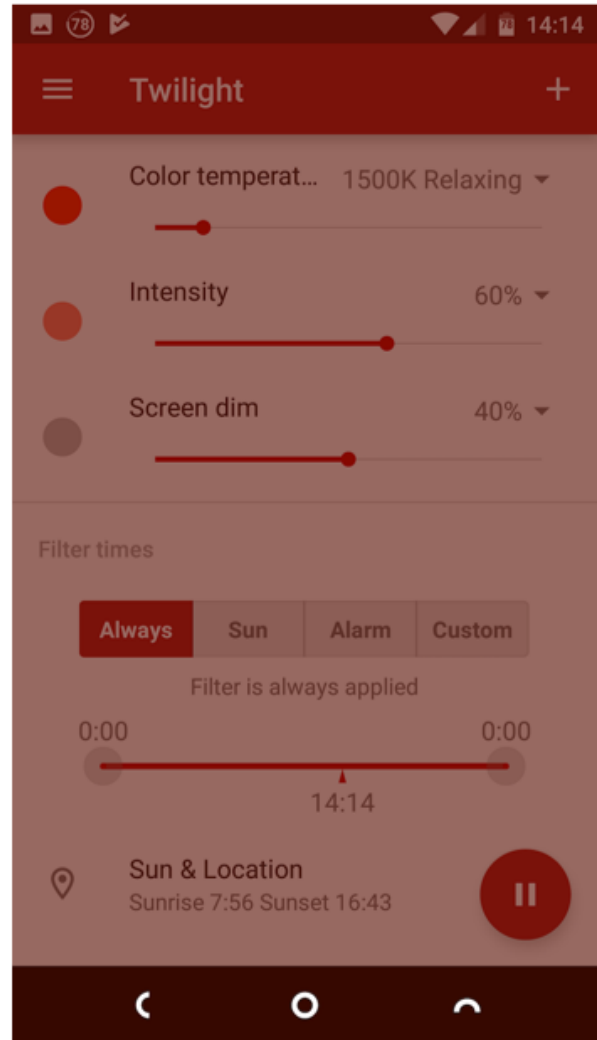 78 14:14
Twilight
Color temperat... 1500K Relaxing
Intensity 60%
Screen dim 40%
Filter times
Always Sun Alarm Custom
Filter is always applied
0:00 0:00
14:14
Sun & Location
Sunrise 7:56 Sunset 16:43